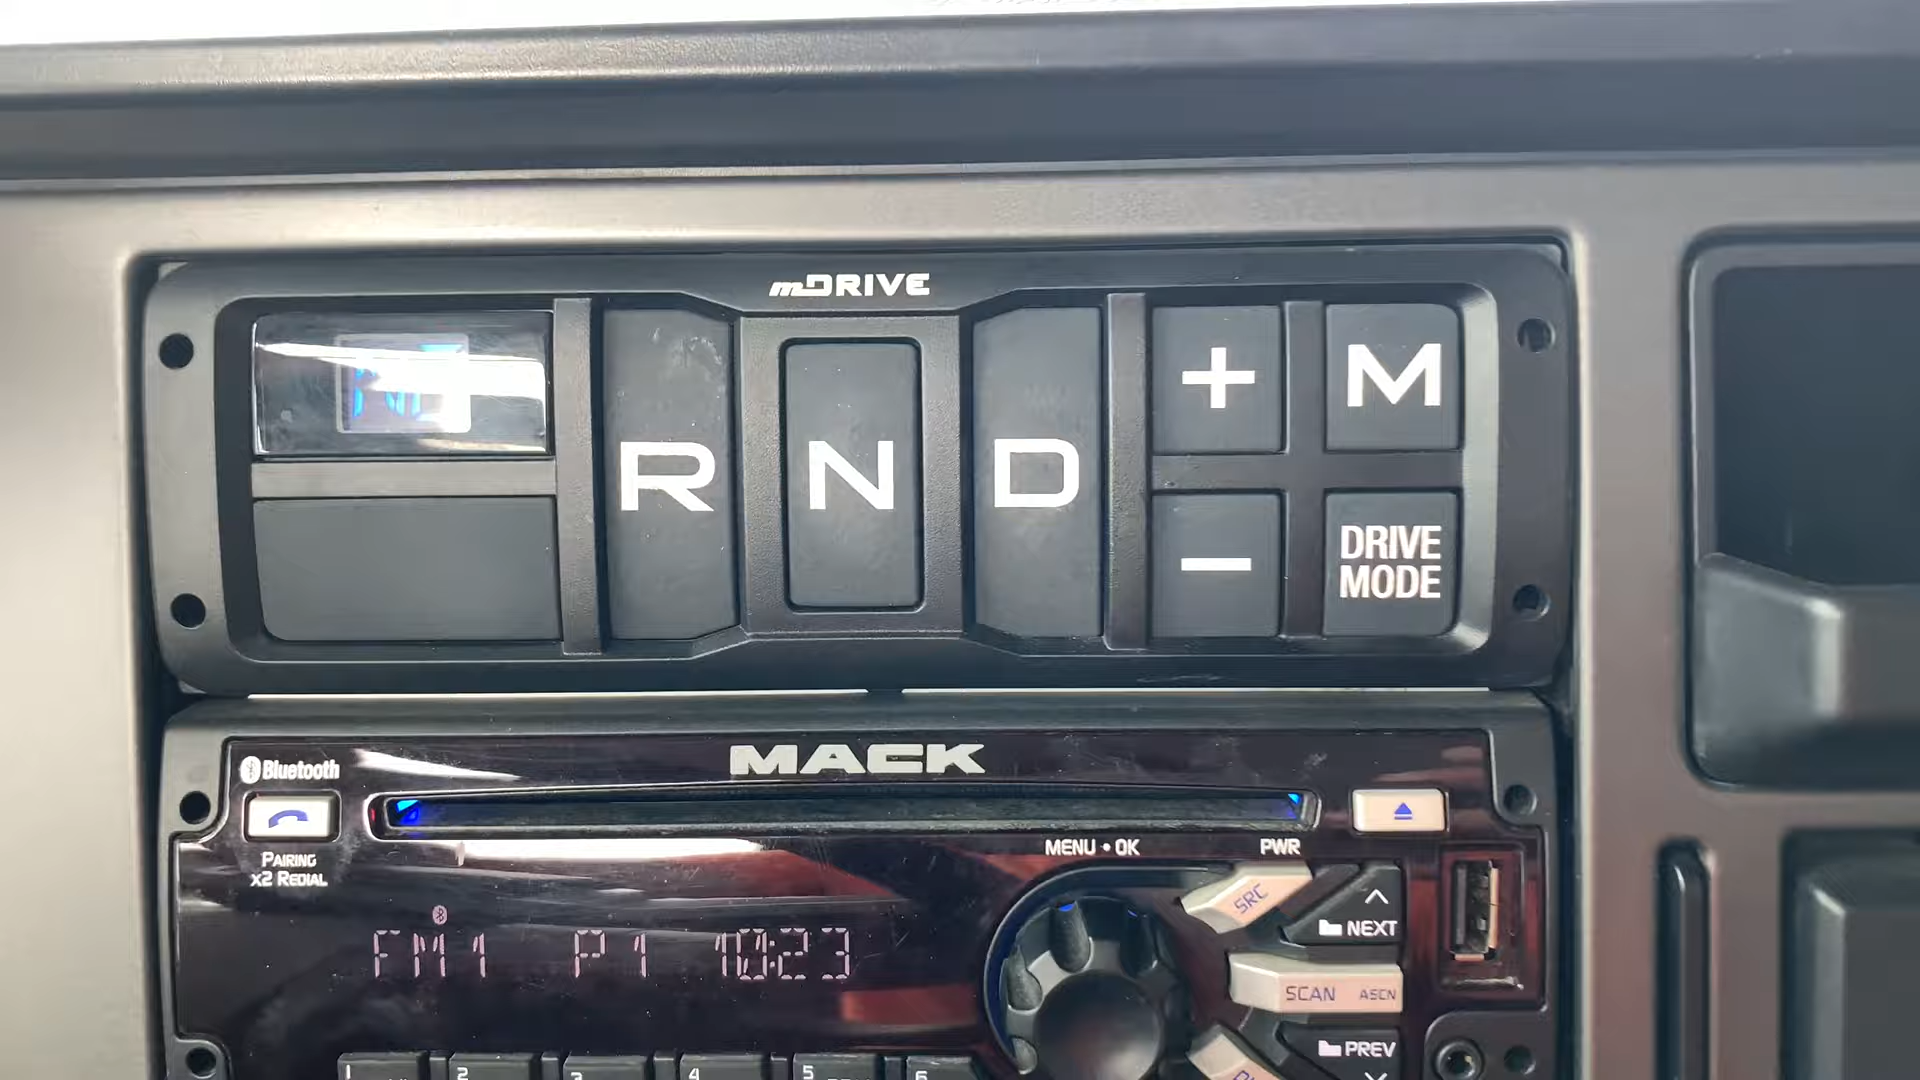 mDRIVE
R N D + M
−
DRIVE
MODE
MACK
Bluetooth
PAIRING
x2 REDIAL
MENU • OK
PWR
SRC
NEXT
FM1 P1 10:23
SCAN ASCN
PREV
1 2 3 4 5 6